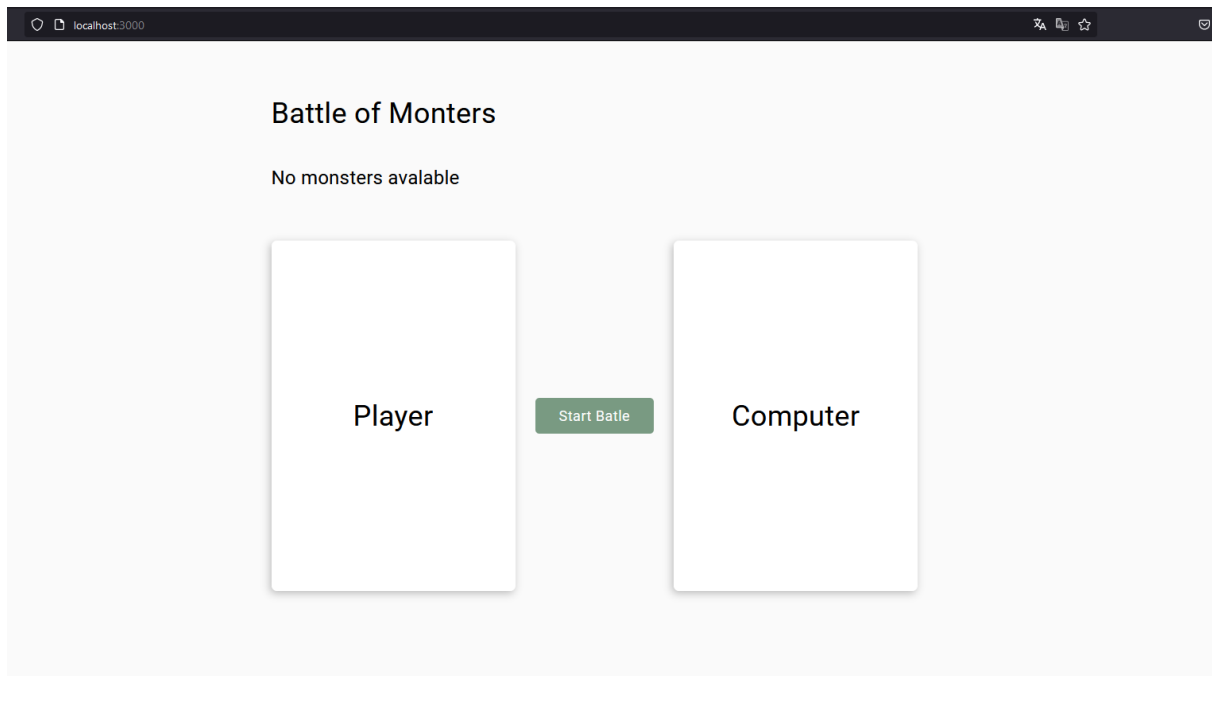 localhost:3000
Battle of Monters
No monsters avalable
Player
Start Batle
Computer